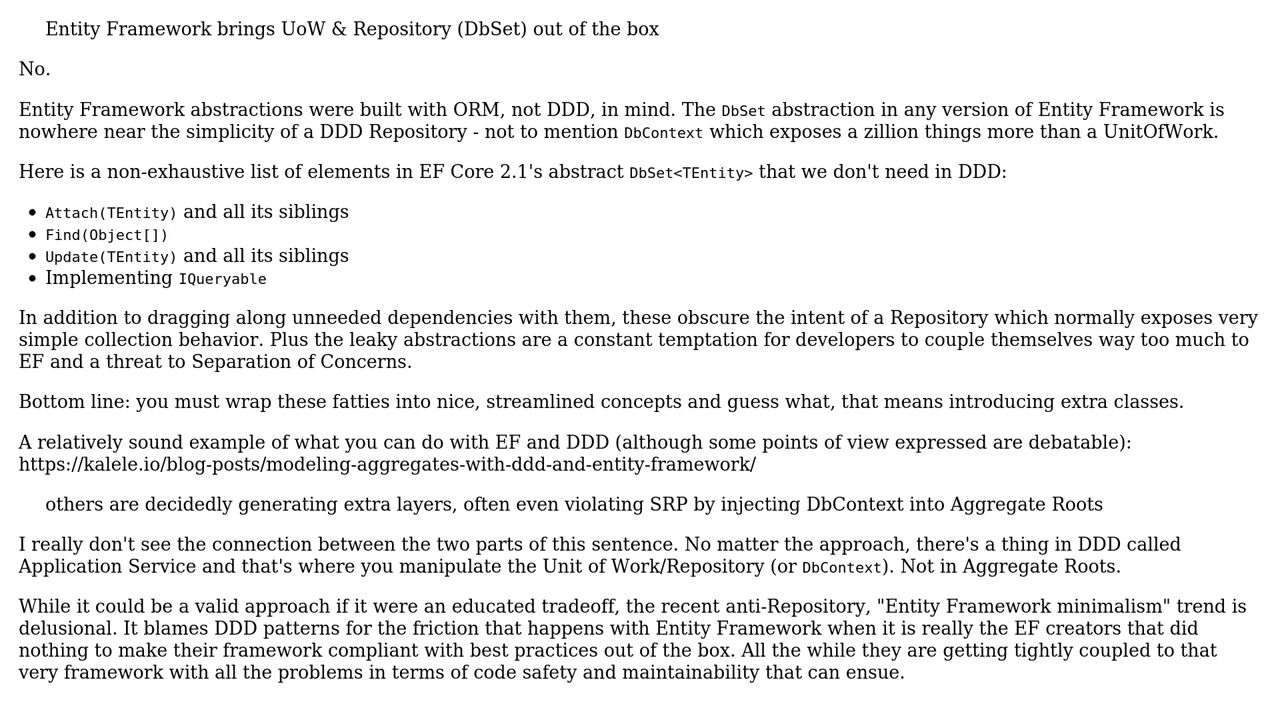 Entity Framework brings UoW & Repository (DbSet) out of the box
No.
Entity Framework abstractions were built with ORM, not DDD, in mind. The DbSet abstraction in any version of Entity Framework is
nowhere near the simplicity of a DDD Repository - not to mention DbContext which exposes a zillion things more than a UnitOfWork.
Here is a non-exhaustive list of elements in EF Core 2.1's abstract DbSet<TEntity> that we don't need in DDD:
• Attach(TEntity) and all its siblings
• Find(Object[])
• Update(TEntity) and all its siblings
• Implementing IQueryable
In addition to dragging along unneeded dependencies with them, these obscure the intent of a Repository which normally exposes very
simple collection behavior. Plus the leaky abstractions are a constant temptation for developers to couple themselves way too much to
EF and a threat to Separation of Concerns.
Bottom line: you must wrap these fatties into nice, streamlined concepts and guess what, that means introducing extra classes.
A relatively sound example of what you can do with EF and DDD (although some points of view expressed are debatable):
https://kalele.io/blog-posts/modeling-aggregates-with-ddd-and-entity-framework/
others are decidedly generating extra layers, often even violating SRP by injecting DbContext into Aggregate Roots
I really don't see the connection between the two parts of this sentence. No matter the approach, there's a thing in DDD called
Application Service and that's where you manipulate the Unit of Work/Repository (or DbContext). Not in Aggregate Roots.
While it could be a valid approach if it were an educated tradeoff, the recent anti-Repository, "Entity Framework minimalism" trend is
delusional. It blames DDD patterns for the friction that happens with Entity Framework when it is really the EF creators that did
nothing to make their framework compliant with best practices out of the box. All the while they are getting tightly coupled to that
very framework with all the problems in terms of code safety and maintainability that can ensue.